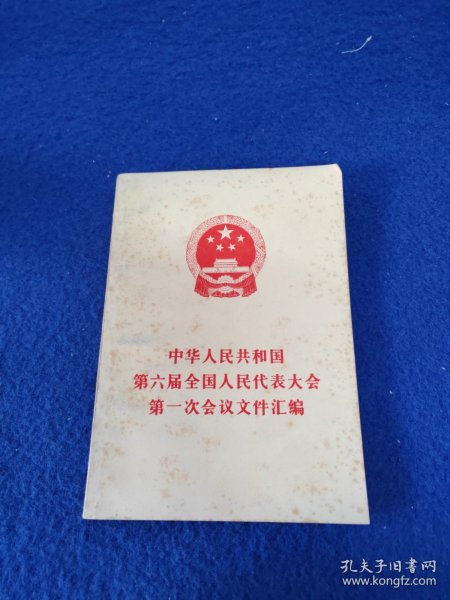 中华人民共和国
第六届全国人民代表大会
第一次会议文件汇编
孔夫子旧书网
www.kongfz.com